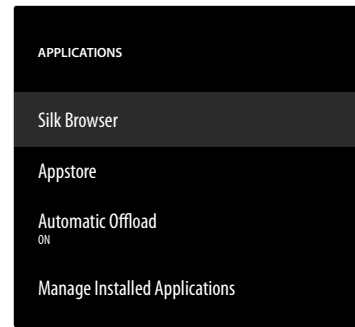 APPLICATIONS
Silk Browser
Appstore
Automatic Offload
ON
Manage Installed Applications